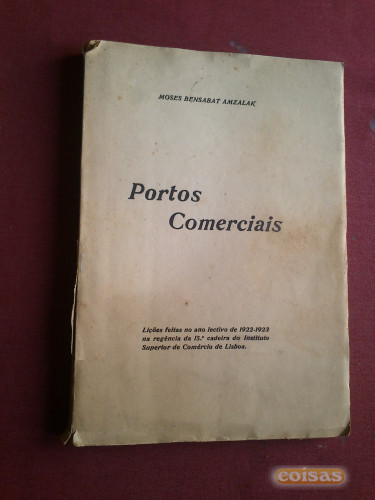 MOSES BENSABAT AMZALAK
Portos
Comerciais
Lições feitas no ano lectivo de 1922-1923
na regência da 15.ª cadeira do Instituto
Superior de Comércio de Lisboa.
coisas